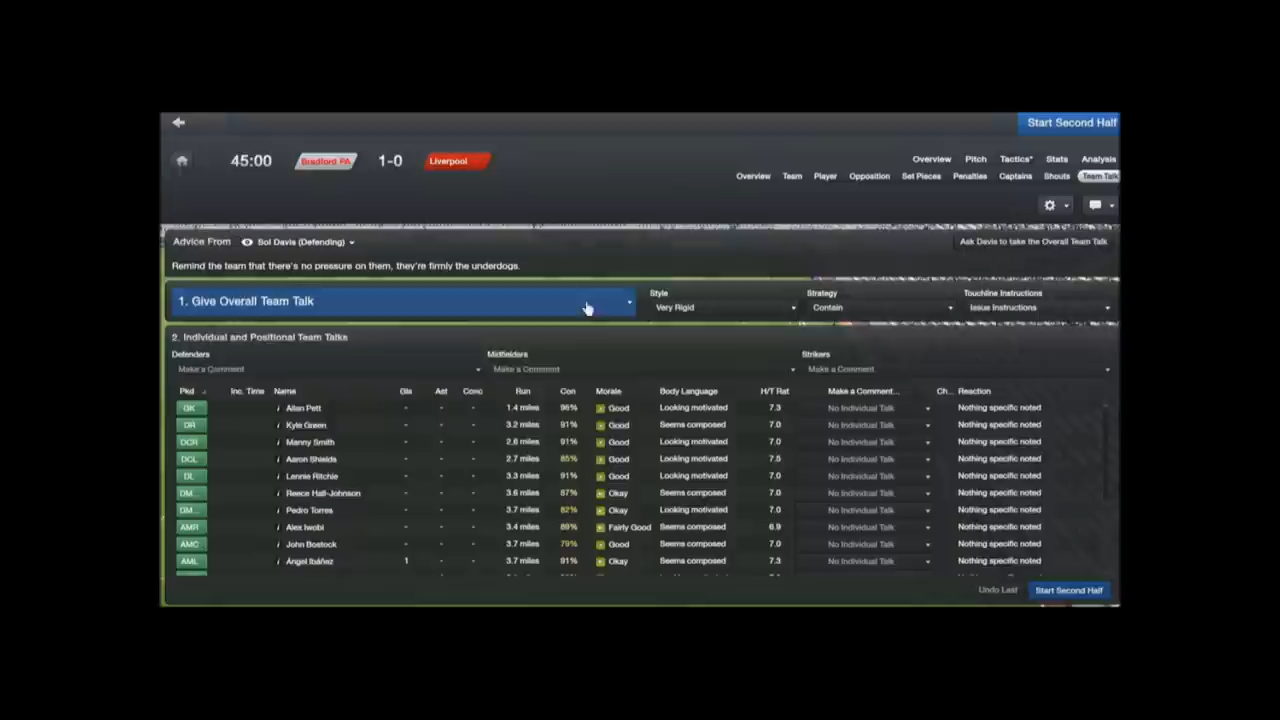 Start Second Half
45:00 Bradford PA 1-0 Liverpool
Overview Pitch Tactics* Stats Analysis
Overview Team Player Opposition Set Pieces Penalties Captains Shouts Team Talk
Advice From Sol Davis (Defending) Ask Davis to take the Overall Team Talk
Remind the team that there's no pressure on them, they're firmly the underdogs.
Style Strategy Touchline Instructions
1. Give Overall Team Talk Very Rigid Contain Issue Instructions
2. Individual and Positional Team Talks
Defenders Midfielders Strikers
Make a Comment Make a Comment Make a Comment
Pkd Inc. Time Name Gls Ast Conc Run Con Morale Body Language H/T Rat Make a Comment... Ch... Reaction
GK i Allan Pett - - - 1.4 miles 98% Good Looking motivated 7.3 No Individual Talk Nothing specific noted
DR i Kyle Green - - - 3.2 miles 91% Good Seems composed 7.0 No Individual Talk Nothing specific noted
DCR i Manny Smith - - - 2.8 miles 91% Good Looking motivated 7.0 No Individual Talk Nothing specific noted
DCL i Aaron Shields - - - 2.7 miles 85% Good Looking motivated 7.5 No Individual Talk Nothing specific noted
DL i Lennie Ritchie - - - 3.3 miles 91% Good Looking motivated 7.0 No Individual Talk Nothing specific noted
DM... i Reece Hall-Johnson - - - 3.6 miles 87% Okay Seems composed 7.0 No Individual Talk Nothing specific noted
DM... i Pedro Torres - - - 3.7 miles 82% Okay Looking motivated 7.0 No Individual Talk Nothing specific noted
AMR i Alex Iwobi - - - 3.4 miles 89% Fairly Good Seems composed 6.9 No Individual Talk Nothing specific noted
AMC i John Bostock - - - 3.7 miles 79% Good Seems composed 7.0 No Individual Talk Nothing specific noted
AML i Ángel Ibáñez 1 - - 3.7 miles 91% Okay Seems composed 7.3 No Individual Talk Nothing specific noted
Undo Last Start Second Half